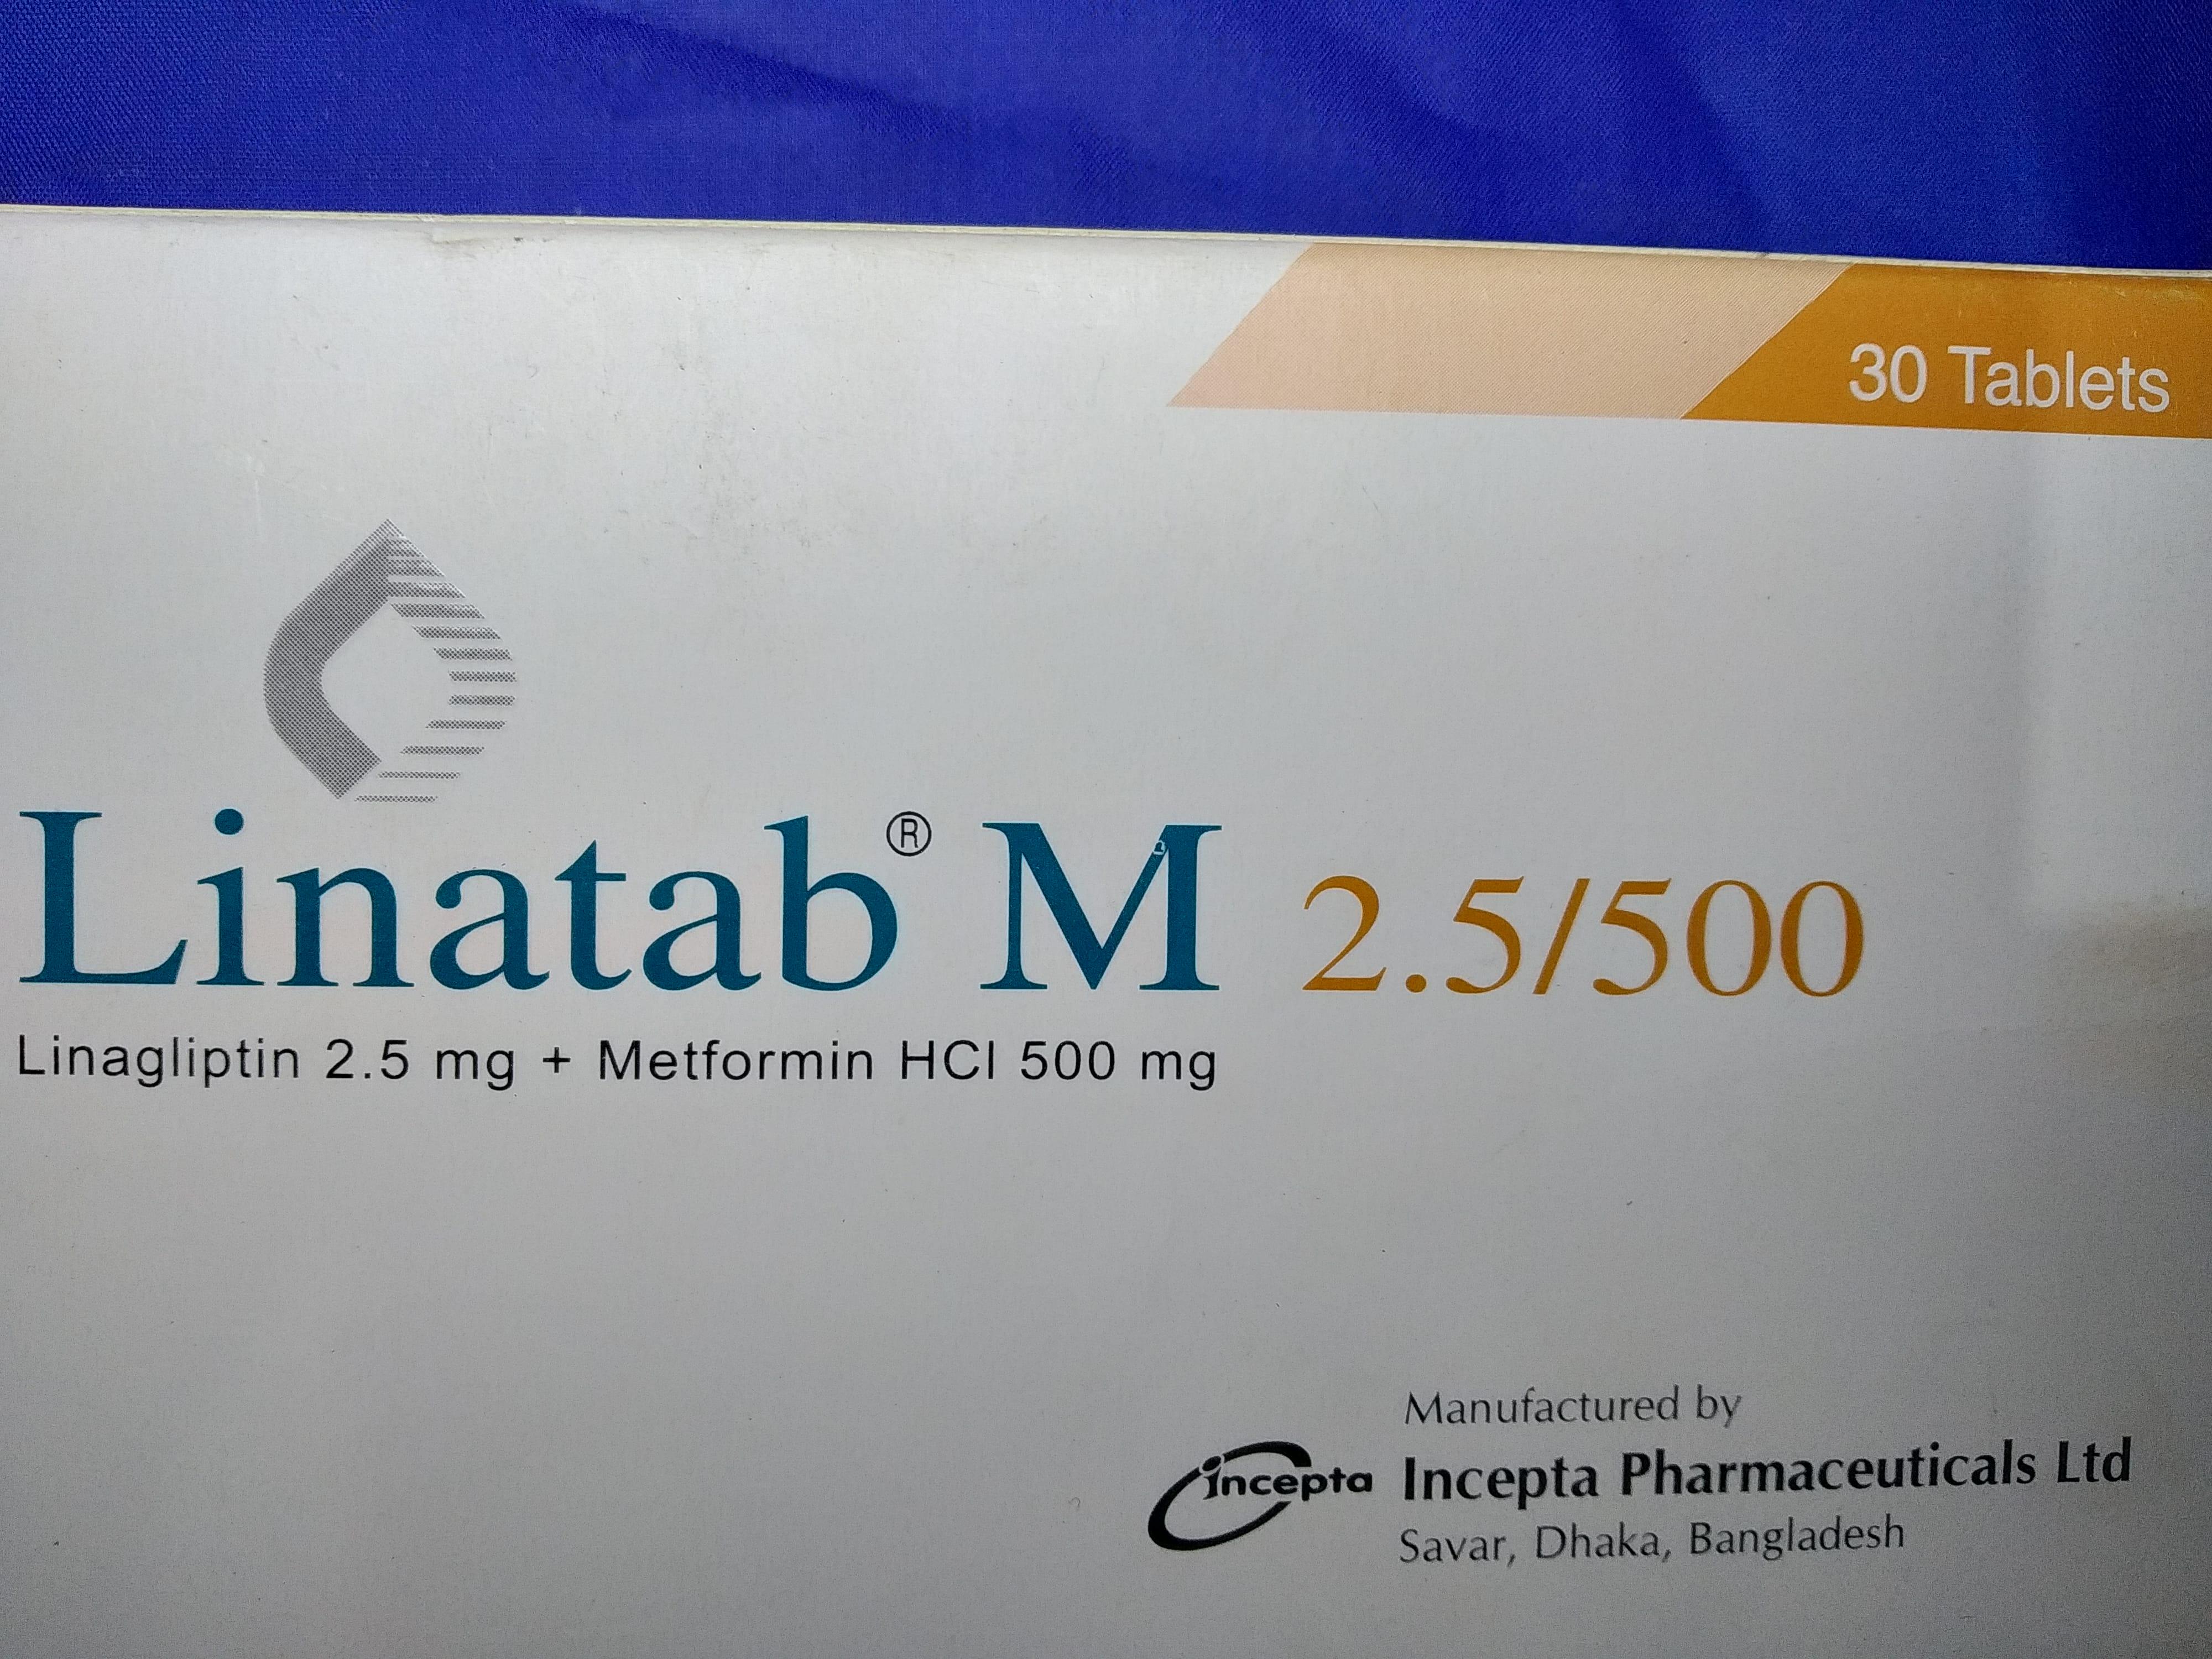 30 Tablets
Linatab® M 2.5/500
Linagliptin 2.5 mg + Metformin HCl 500 mg
Manufactured by
incepta Incepta Pharmaceuticals Ltd
Savar, Dhaka, Bangladesh